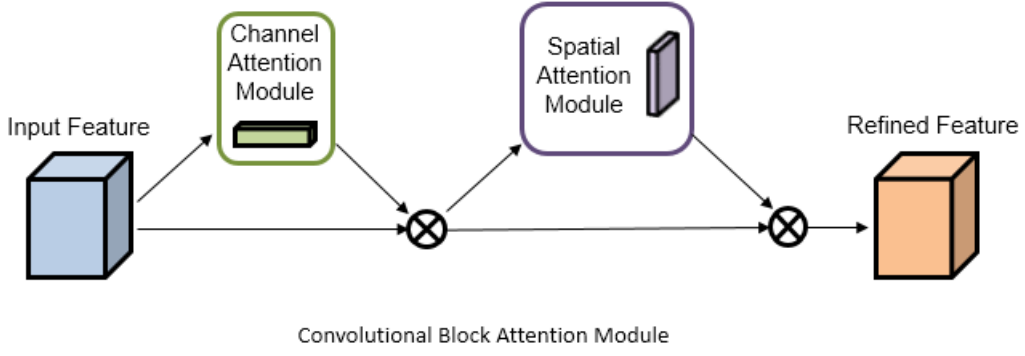 Channel
Attention
Module
Spatial
Attention
Module
Input Feature
Refined Feature
Convolutional Block Attention Module